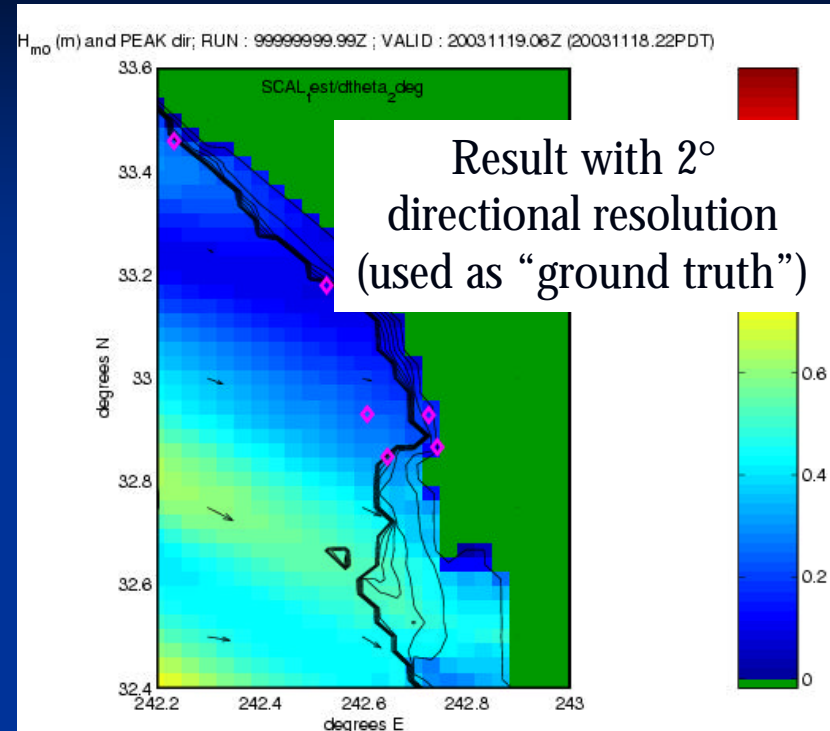 H_mo (m) and PEAK dir; RUN : 99999999.99Z ; VALID : 20031119.06Z (20031118.22PDT)
SCAL_1est/dtheta_2deg
Result with 2°
directional resolution
(used as “ground truth”)
33.6
33.4
33.2
33
32.8
32.6
32.4
degrees N
242.2 242.4 242.6 242.8 243
degrees E
0.6
0.4
0.2
0